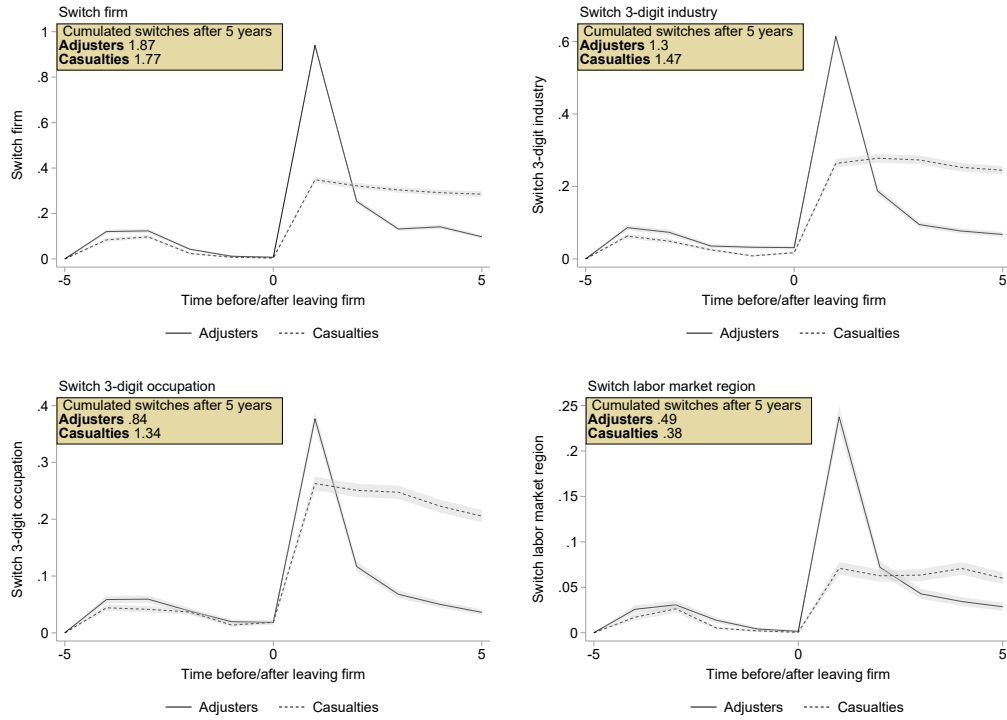 Switch firm
Cumulated switches after 5 years
Adjusters 1.87
Casualties 1.77
1
.8
.6
.4
.2
0
Switch firm
-5
0
5
Time before/after leaving firm
Adjusters
Casualties
Switch 3-digit industry
Cumulated switches after 5 years
Adjusters 1.3
Casualties 1.47
.6
.4
.2
0
Switch 3-digit industry
-5
0
5
Time before/after leaving firm
Adjusters
Casualties
Switch 3-digit occupation
Cumulated switches after 5 years
Adjusters .84
Casualties 1.34
.4
.3
.2
.1
0
Switch 3-digit occupation
-5
0
5
Time before/after leaving firm
Adjusters
Casualties
Switch labor market region
Cumulated switches after 5 years
Adjusters .49
Casualties .38
.25
.2
.15
.1
.05
0
Switch labor market region
-5
0
5
Time before/after leaving firm
Adjusters
Casualties